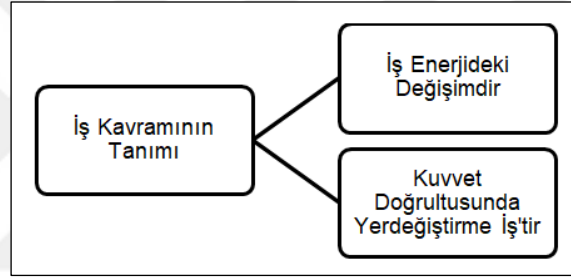 İş Kavramının
Tanımı
İş Enerjideki
Değişimdir
Kuvvet
Doğrultusunda
Yerdeğiştirme İş'tir